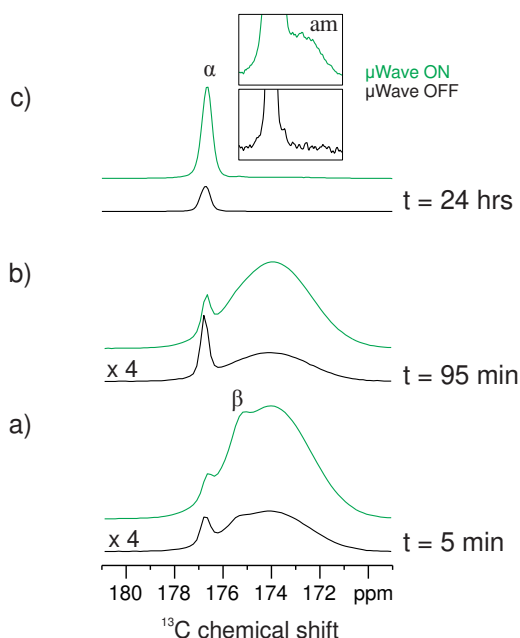 am
α
μWave ON
μWave OFF
c)
t = 24 hrs
b)
x 4
t = 95 min
β
a)
x 4
t = 5 min
180 178 176 174 172 ppm
¹³C chemical shift